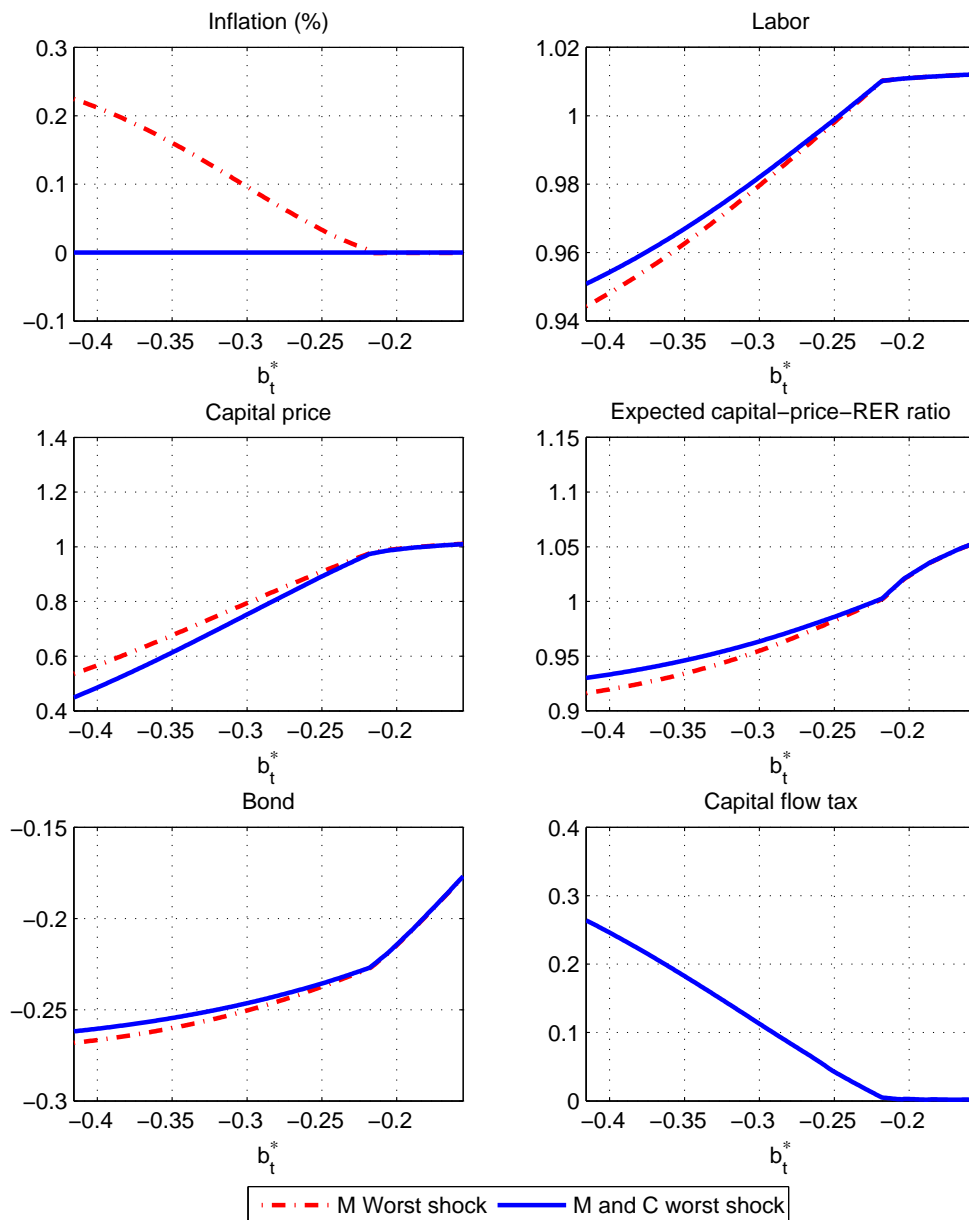 Inflation (%)
0.3
0.2
0.1
0
−0.1
−0.4 −0.35 −0.3 −0.25 −0.2
b*t
Labor
1.02
1
0.98
0.96
0.94
−0.4 −0.35 −0.3 −0.25 −0.2
b*t
Capital price
1.4
1.2
1
0.8
0.6
0.4
−0.4 −0.35 −0.3 −0.25 −0.2
b*t
Expected capital−price−RER ratio
1.15
1.1
1.05
1
0.95
0.9
−0.4 −0.35 −0.3 −0.25 −0.2
b*t
Bond
−0.15
−0.2
−0.25
−0.3
−0.4 −0.35 −0.3 −0.25 −0.2
b*t
Capital flow tax
0.4
0.3
0.2
0.1
0
−0.4 −0.35 −0.3 −0.25 −0.2
b*t
M Worst shock M and C worst shock